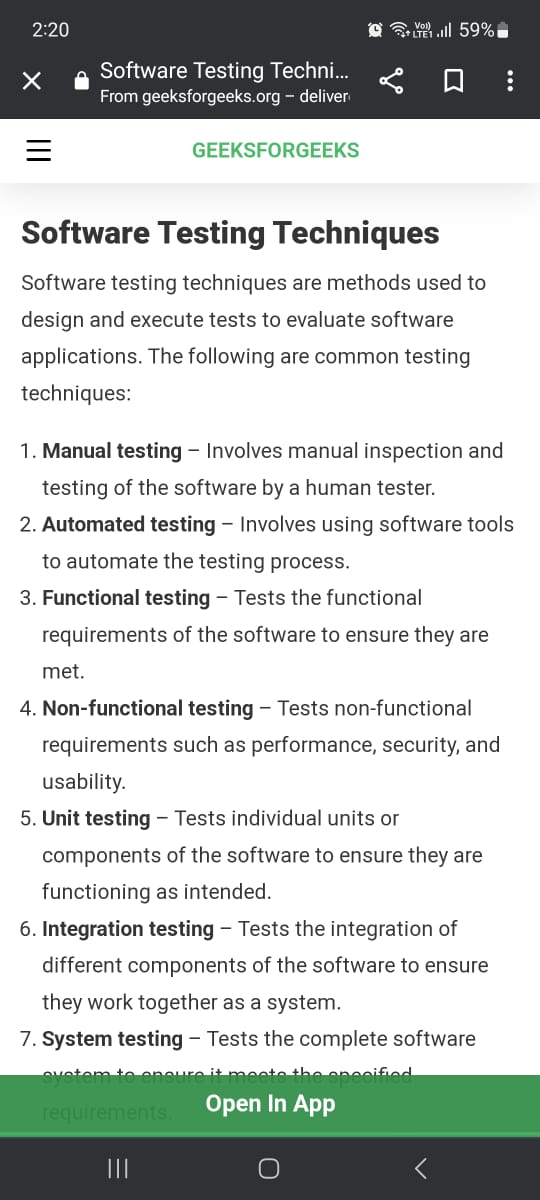 2:20
Vo)) LTE1 59%
Software Testing Techni...
From geeksforgeeks.org – deliver
GEEKSFORGEEKS
Software Testing Techniques
Software testing techniques are methods used to
design and execute tests to evaluate software
applications. The following are common testing
techniques:
1. Manual testing – Involves manual inspection and
testing of the software by a human tester.
2. Automated testing – Involves using software tools
to automate the testing process.
3. Functional testing – Tests the functional
requirements of the software to ensure they are
met.
4. Non-functional testing – Tests non-functional
requirements such as performance, security, and
usability.
5. Unit testing – Tests individual units or
components of the software to ensure they are
functioning as intended.
6. Integration testing – Tests the integration of
different components of the software to ensure
they work together as a system.
7. System testing – Tests the complete software
system to ensure it meets the specified
requirements.
Open In App